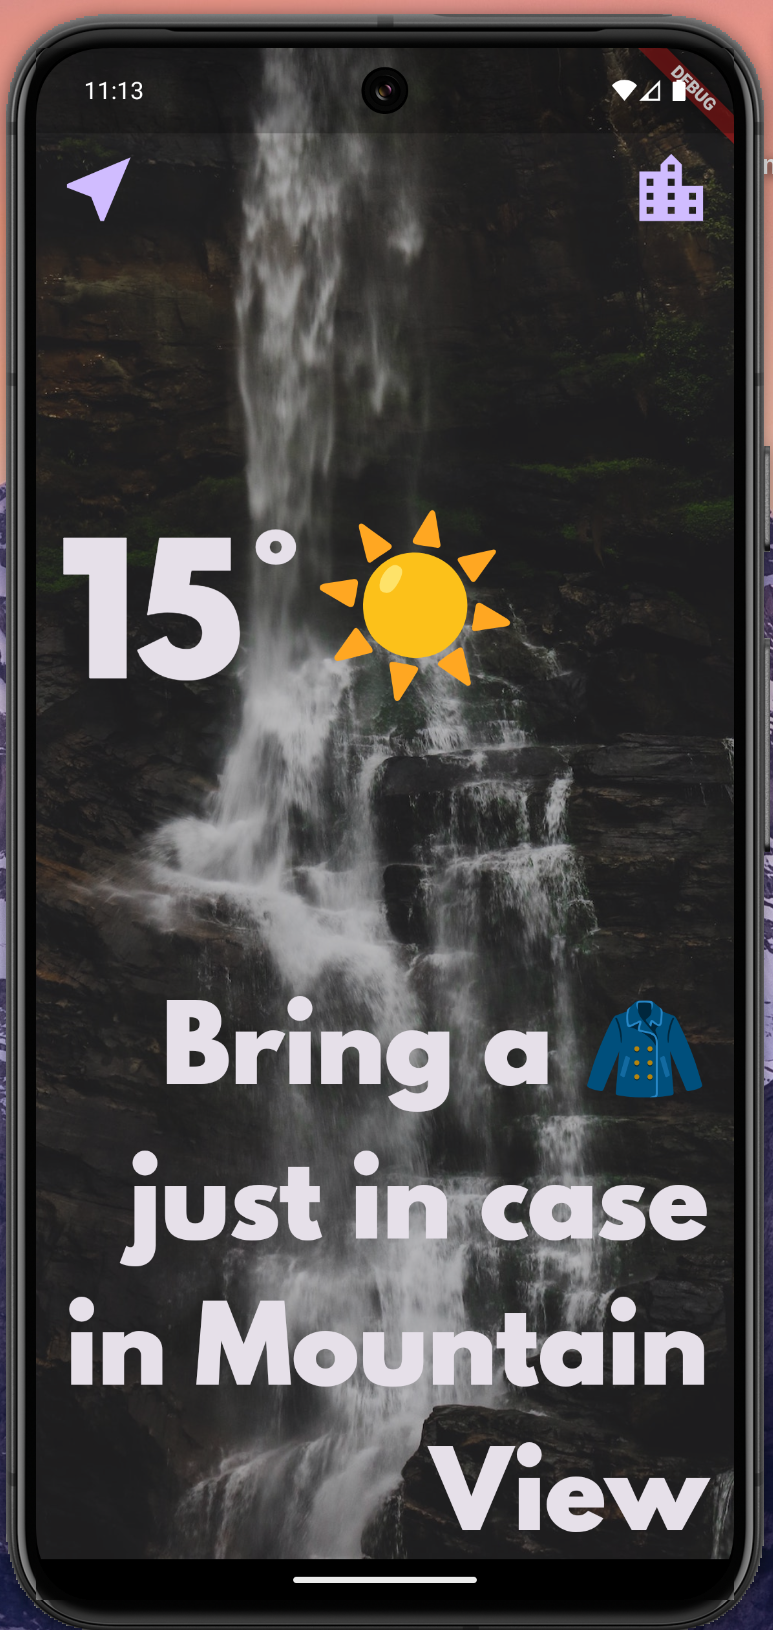 11:13
DEBUG
15° ☀️
Bring a 🧥
just in case
in Mountain
View